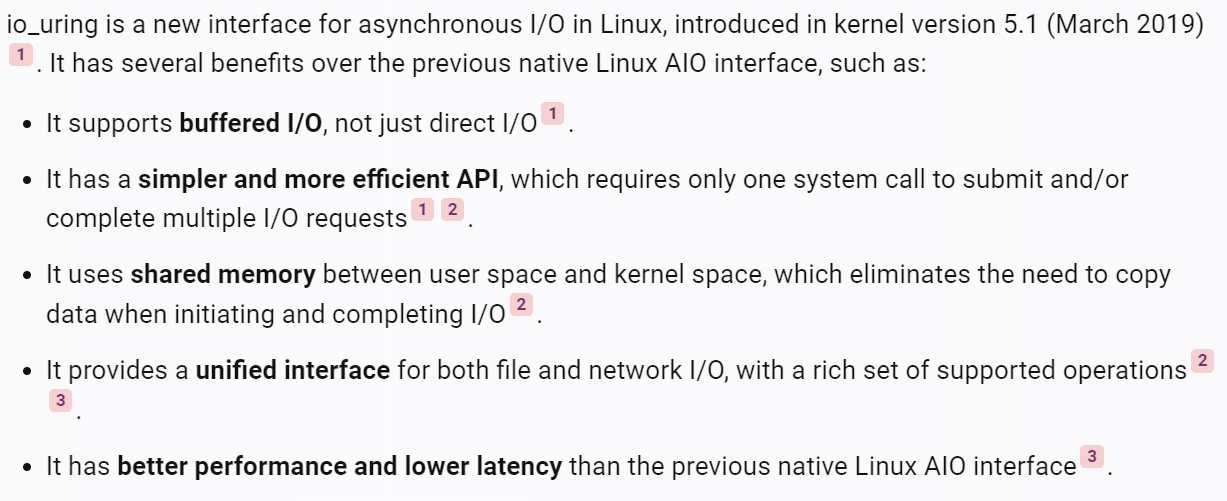 io_uring is a new interface for asynchronous I/O in Linux, introduced in kernel version 5.1 (March 2019)
1 . It has several benefits over the previous native Linux AIO interface, such as:
• It supports buffered I/O, not just direct I/O 1 .
• It has a simpler and more efficient API, which requires only one system call to submit and/or
complete multiple I/O requests 1 2 .
• It uses shared memory between user space and kernel space, which eliminates the need to copy
data when initiating and completing I/O 2 .
• It provides a unified interface for both file and network I/O, with a rich set of supported operations 2
3 .
• It has better performance and lower latency than the previous native Linux AIO interface 3 .